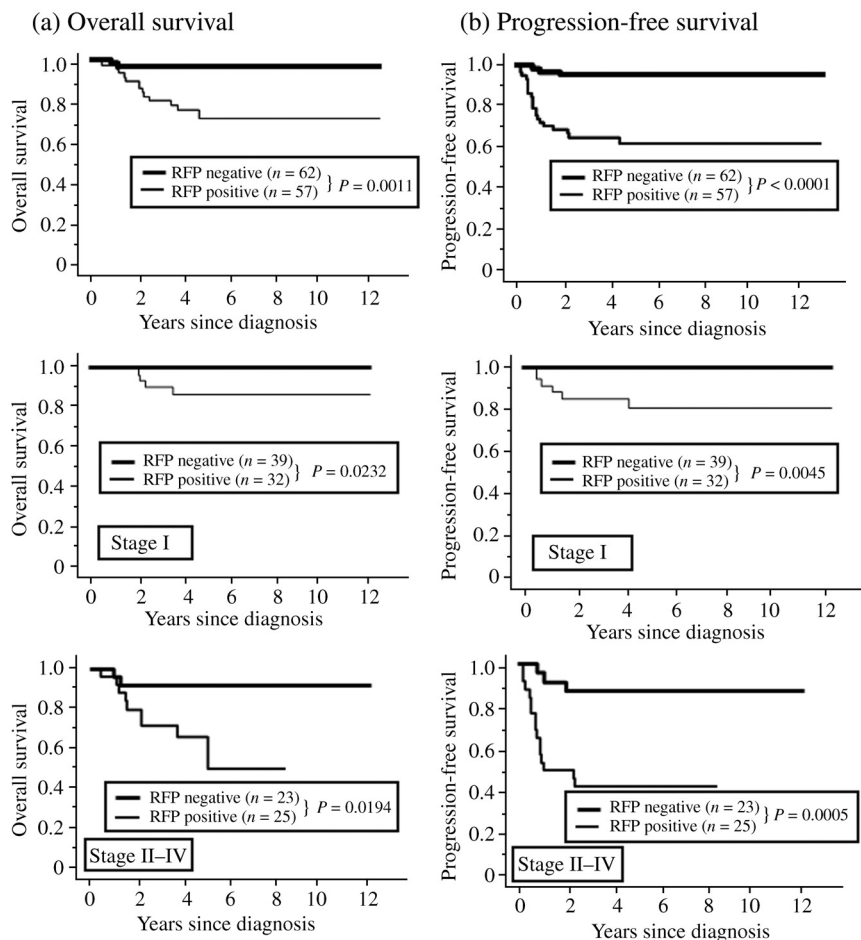 (a) Overall survival
Overall survival
1.0
0.8
0.6
0.4
0.2
0
RFP negative (n = 62)
RFP positive (n = 57)
} P = 0.0011
0 2 4 6 8 10 12
Years since diagnosis
(b) Progression-free survival
Progression-free survival
1.0
0.8
0.6
0.4
0.2
0
RFP negative (n = 62)
RFP positive (n = 57)
} P < 0.0001
0 2 4 6 8 10 12
Years since diagnosis
Overall survival
1.0
0.8
0.6
0.4
0.2
0
RFP negative (n = 39)
RFP positive (n = 32)
} P = 0.0232
Stage I
0 2 4 6 8 10 12
Years since diagnosis
Progression-free survival
1.0
0.8
0.6
0.4
0.2
0
RFP negative (n = 39)
RFP positive (n = 32)
} P = 0.0045
Stage I
0 2 4 6 8 10 12
Years since diagnosis
Overall survival
1.0
0.8
0.6
0.4
0.2
0
RFP negative (n = 23)
RFP positive (n = 25)
} P = 0.0194
Stage II–IV
0 2 4 6 8 10 12
Years since diagnosis
Progression-free survival
1.0
0.8
0.6
0.4
0.2
0
RFP negative (n = 23)
RFP positive (n = 25)
} P = 0.0005
Stage II–IV
0 2 4 6 8 10 12
Years since diagnosis